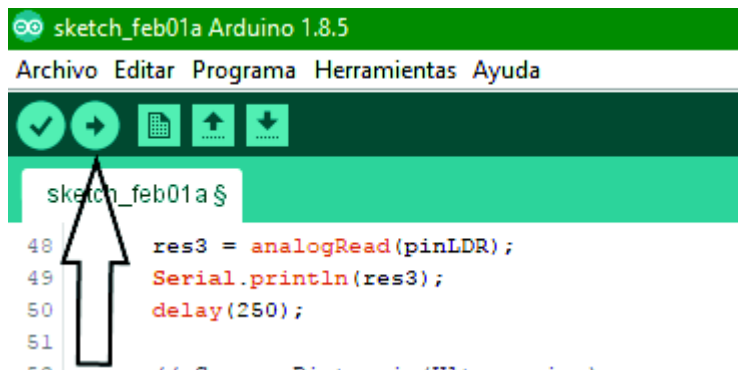 sketch_feb01a Arduino 1.8.5
Archivo Editar Programa Herramientas Ayuda
sketch_feb01a §
48 res3 = analogRead(pinLDR);
49 Serial.println(res3);
50 delay(250);
51